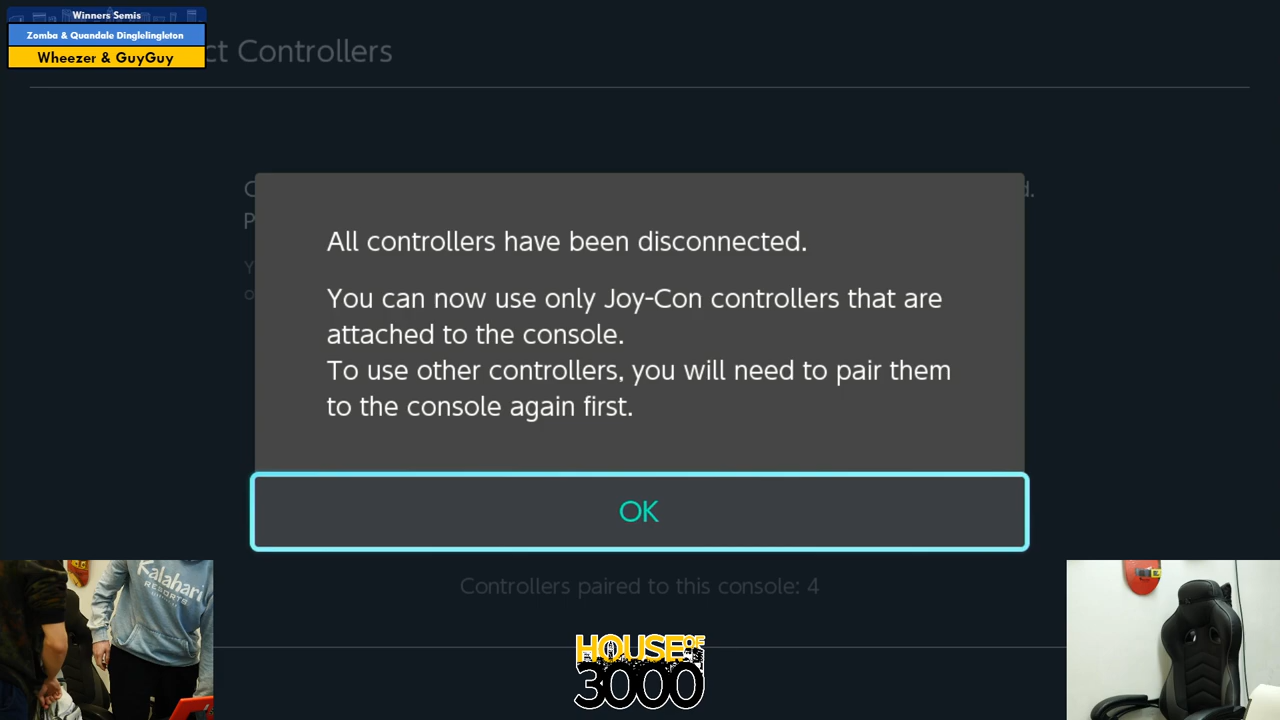 Winners Semis
Zomba & Quandale Dinglelingleton
Wheezer & GuyGuy
ct Controllers
All controllers have been disconnected.
You can now use only Joy-Con controllers that are
attached to the console.
To use other controllers, you will need to pair them
to the console again first.
OK
Controllers paired to this console: 4
Kalahari
RESORTS
HOUSE OF
3000